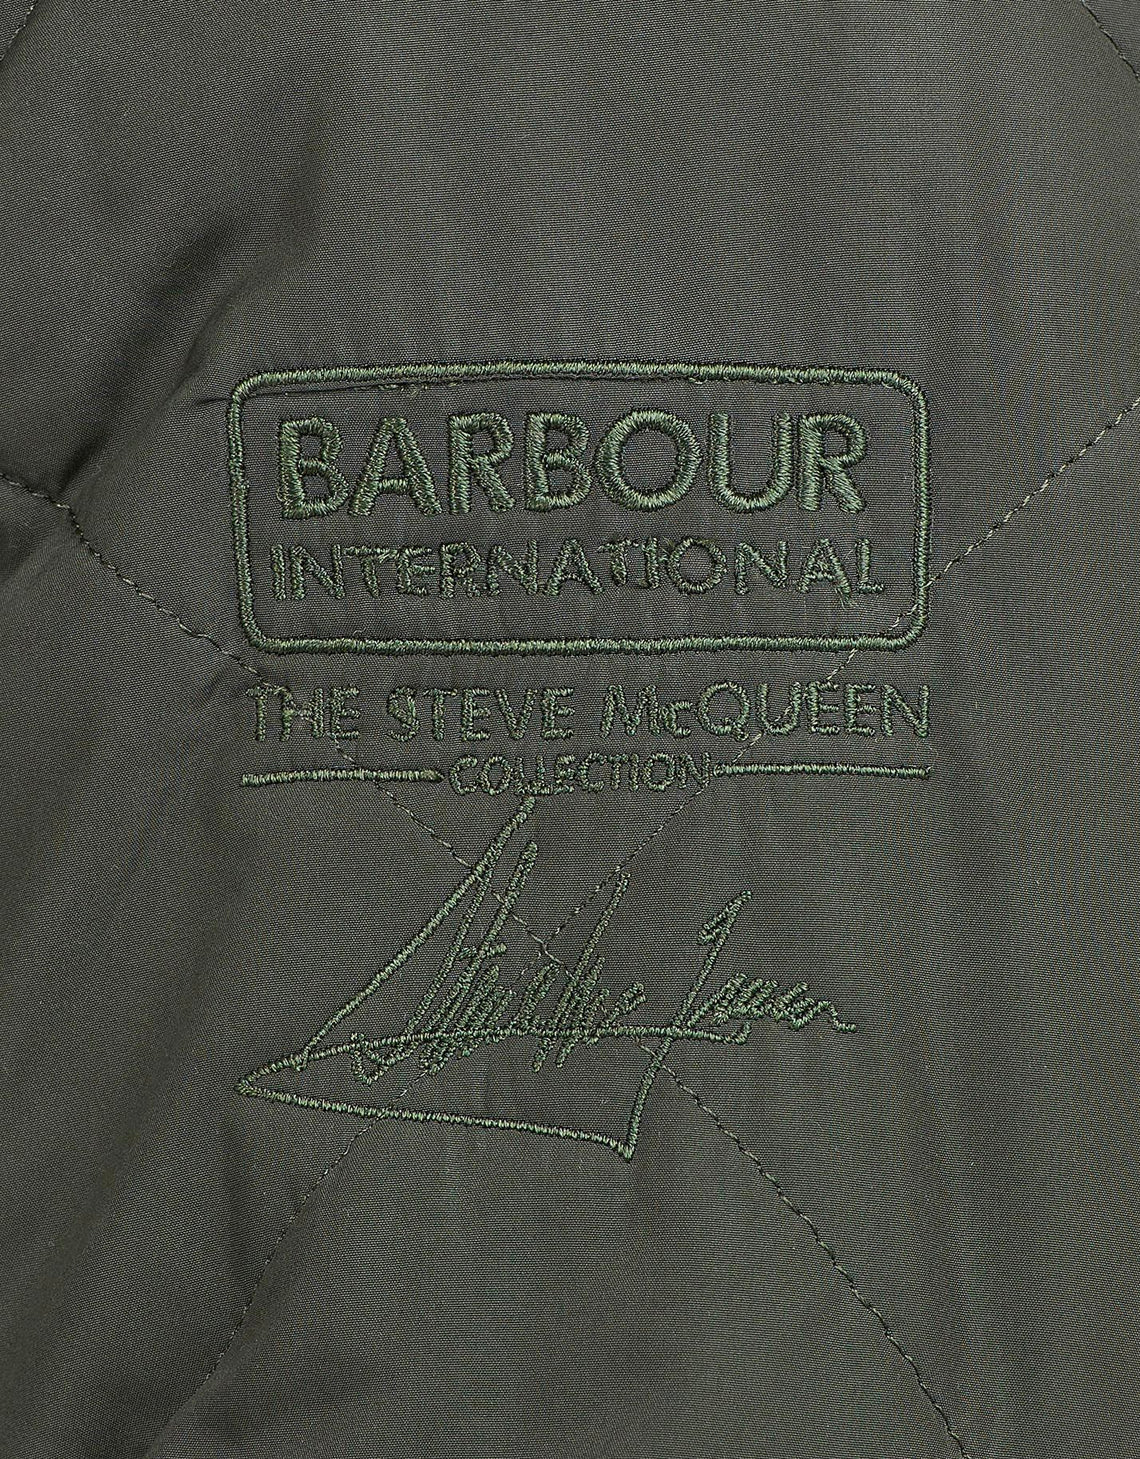 BARBOUR
INTERNATIONAL
THE STEVE McQUEEN
COLLECTION